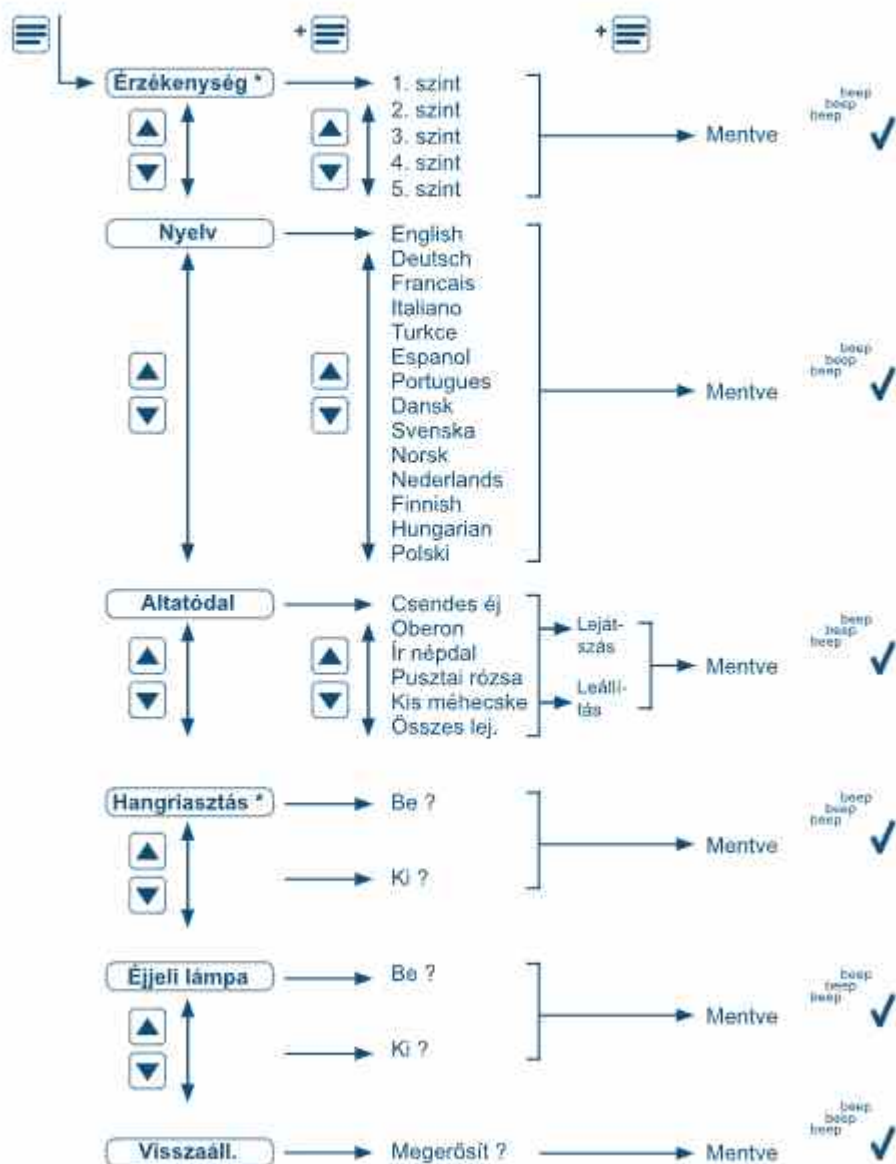 + +
Érzékenység *
1. szint
2. szint
3. szint
4. szint
5. szint
Mentve
beep
beep
beep
Nyelv
English
Deutsch
Francais
Italiano
Turkce
Espanol
Portugues
Dansk
Svenska
Norsk
Nederlands
Finnish
Hungarian
Polski
Mentve
beep
beep
beep
Altatódal
Csendes éj
Oberon
Ír népdal
Pusztai rózsa
Kis méhecske
Összes lej.
Leját-
szás
Leállí-
tás
Mentve
beep
beep
beep
Hangriasztás *
Be ?
Ki ?
Mentve
beep
beep
beep
Éjjeli lámpa
Be ?
Ki ?
Mentve
beep
beep
beep
Visszaáll.
Megerősít ?
Mentve
beep
beep
beep